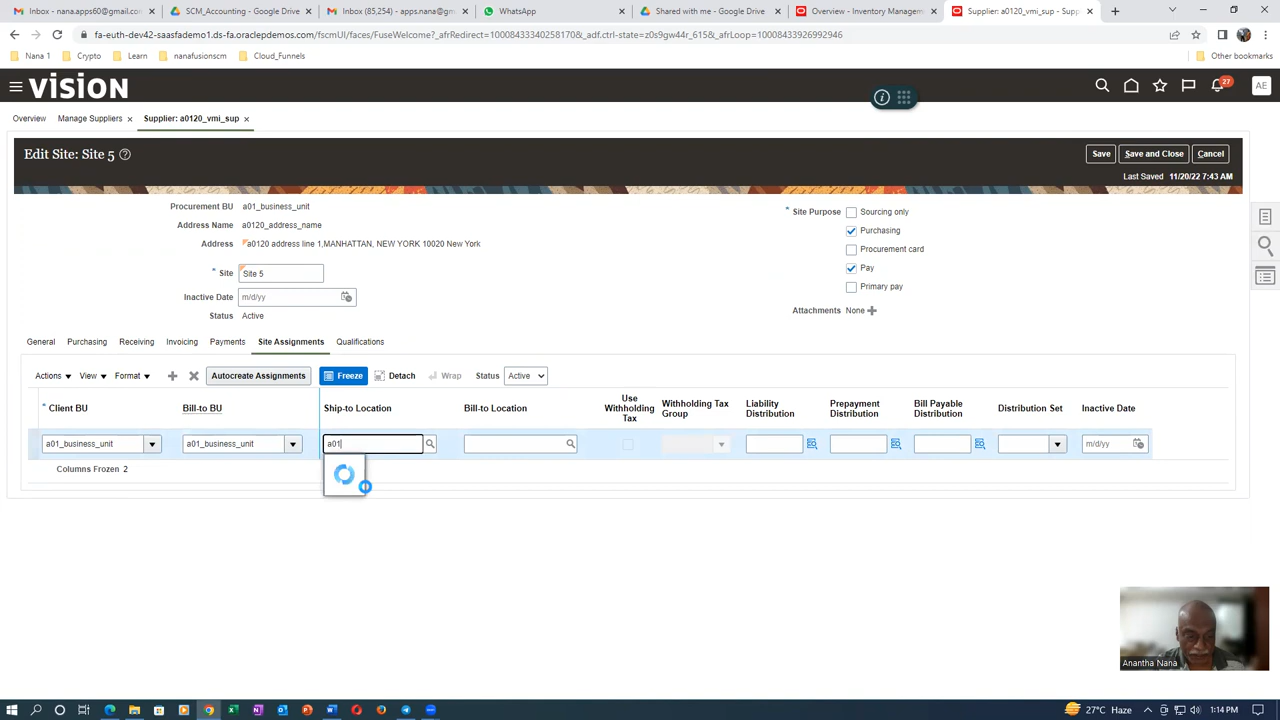 Inbox - nana.apps60@gmail.com
SCM_Accounting - Google Drive
Inbox (85,254) - apps.nana@gm
WhatsApp
Shared with me - Google Drive
Overview - Inventory Managem
Supplier: a0120_vmi_sup - Supp
fa-euth-dev42-saasfademo1.ds-fa.oraclepdemos.com/fscmUI/faces/FuseWelcome?_afrRedirect=10008433340258170&_adf.ctrl-state=z0s9gw44r_615&_afrLoop=10008433926992946
Nana 1
Crypto
Learn
nanafusionscm
Cloud_Funnels
Other bookmarks
VISION
27
AE
Overview
Manage Suppliers
Supplier: a0120_vmi_sup
Edit Site: Site 5
Save
Save and Close
Cancel
Last Saved 11/20/22 7:43 AM
Procurement BU a01_business_unit
Address Name a0120_address_name
Address a0120 address line 1,MANHATTAN, NEW YORK 10020 New York
* Site Site 5
Inactive Date m/d/yy
Status Active
* Site Purpose Sourcing only
Purchasing
Procurement card
Pay
Primary pay
Attachments None
General Purchasing Receiving Invoicing Payments Site Assignments Qualifications
Actions View Format Autocreate Assignments Freeze Detach Wrap Status Active
* Client BU
Bill-to BU
Ship-to Location
Bill-to Location
Use Withholding Tax
Withholding Tax Group
Liability Distribution
Prepayment Distribution
Bill Payable Distribution
Distribution Set
Inactive Date
a01_business_unit
a01_business_unit
a01
m/d/yy
Columns Frozen 2
Anantha Nana
27°C Haze
1:14 PM